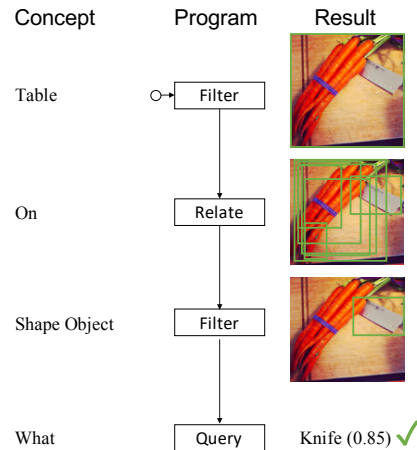 Concept Program Result
Table Filter
On Relate
Shape Object Filter
What Query Knife (0.85)